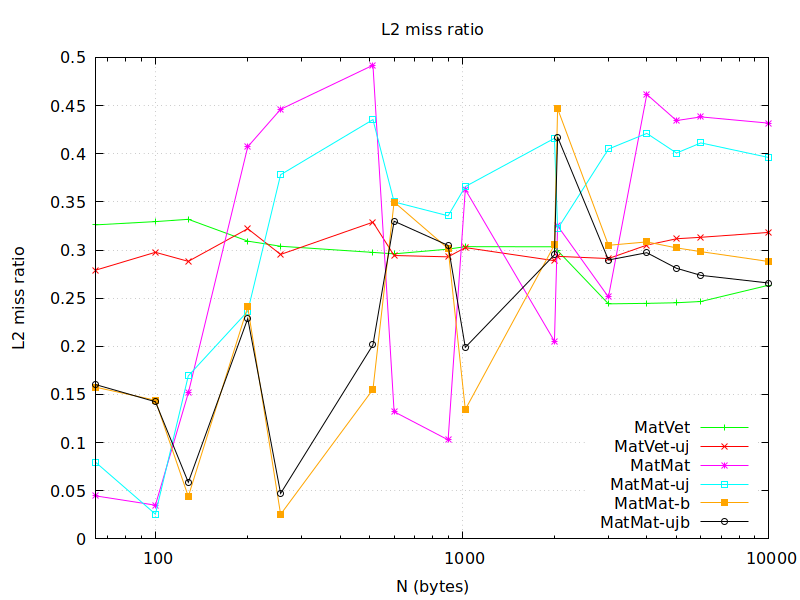 L2 miss ratio
0.5
0.45
0.4
0.35
0.3
0.25
0.2
0.15
0.1
0.05
0
L2 miss ratio
MatVet
MatVet-uj
MatMat
MatMat-uj
MatMat-b
MatMat-ujb
100
1000
10000
N (bytes)